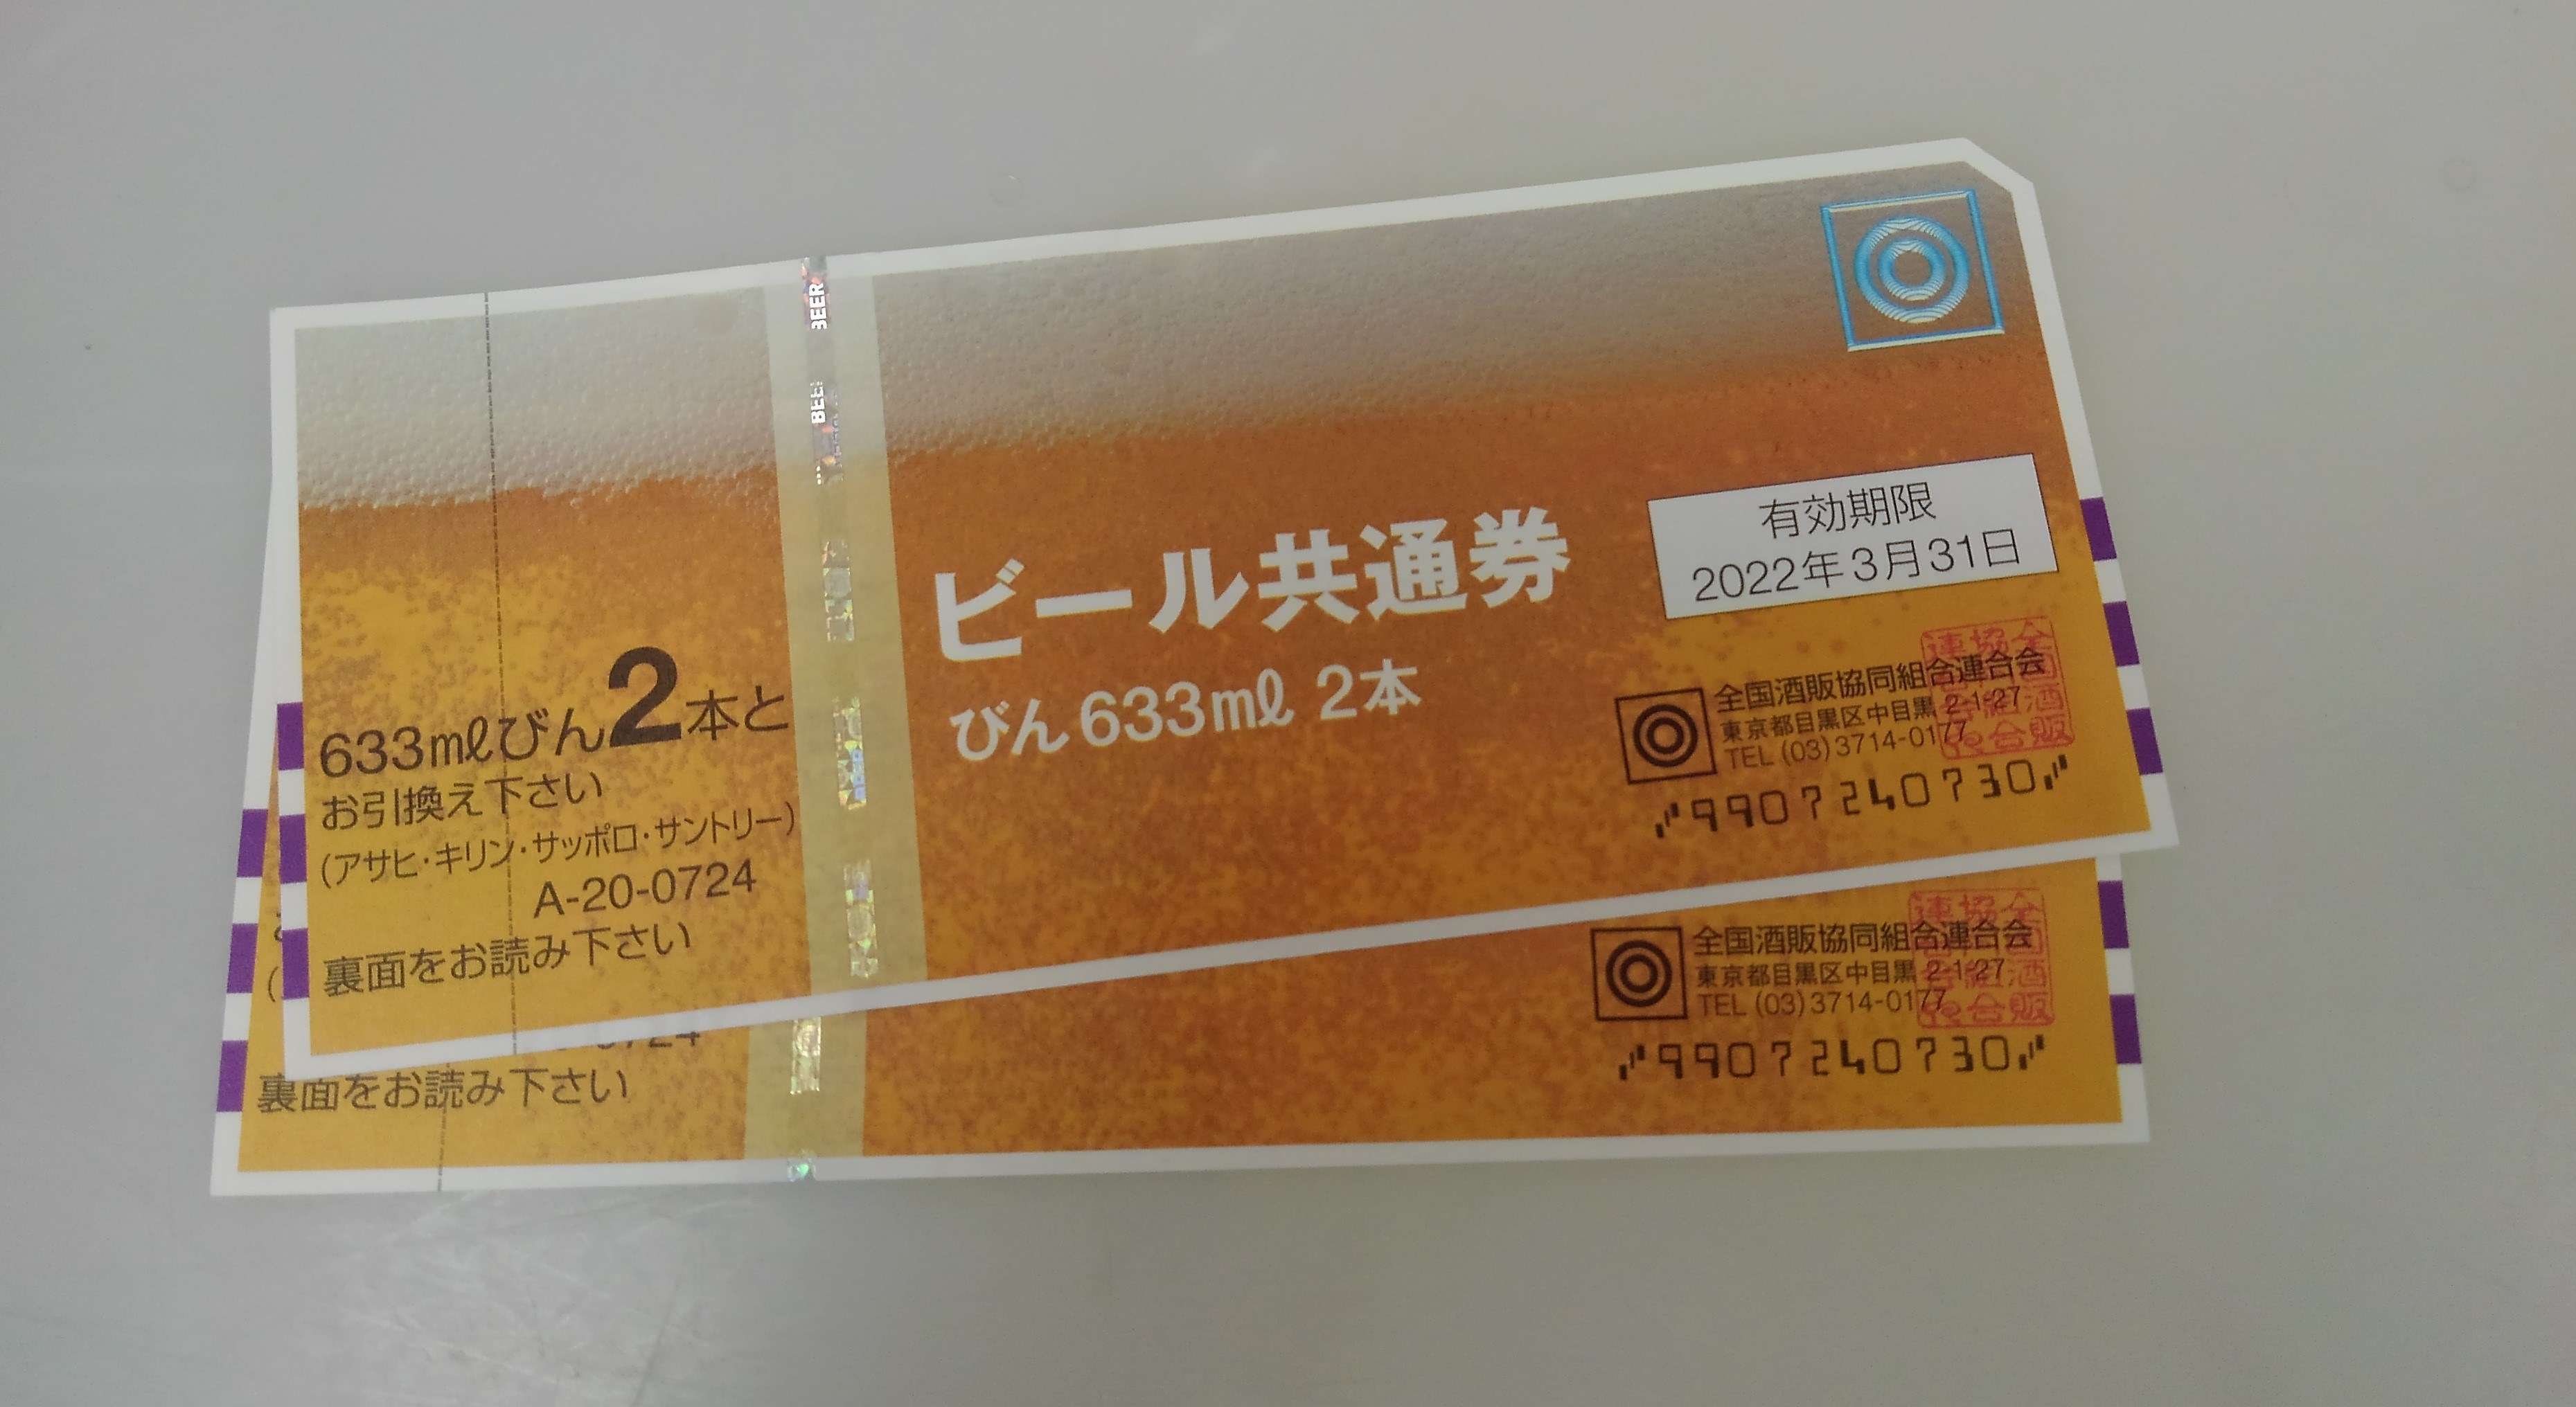 BEER
BEE
ビール共通券
びん633mℓ 2本
有効期限
2022年3月31日
633mℓびん2本と
お引換え下さい
(アサヒ・キリン・サッポロ・サントリー)
A-20-0724
裏面をお読み下さい
全国酒販協同組合連合会
東京都目黒区中目黒 2-1-27
TEL (03) 3714-0177
9907240730
0724
裏面をお読み下さい
全国酒販協同組合連合会
東京都目黒区中目黒 2-1-27
TEL (03) 3714-0177
9907240730